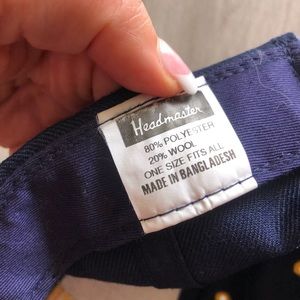 Headmaster
80% POLYESTER
20% WOOL
ONE SIZE FITS ALL
MADE IN BANGLADESH